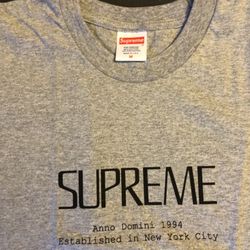 Supreme
M
SUPREME
Anno Domini 1994
Established in New York City